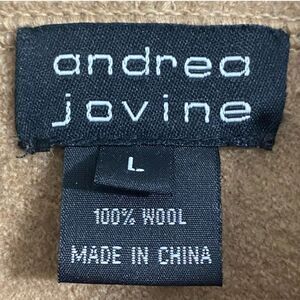 andrea
jovine
L
100% WOOL
MADE IN CHINA